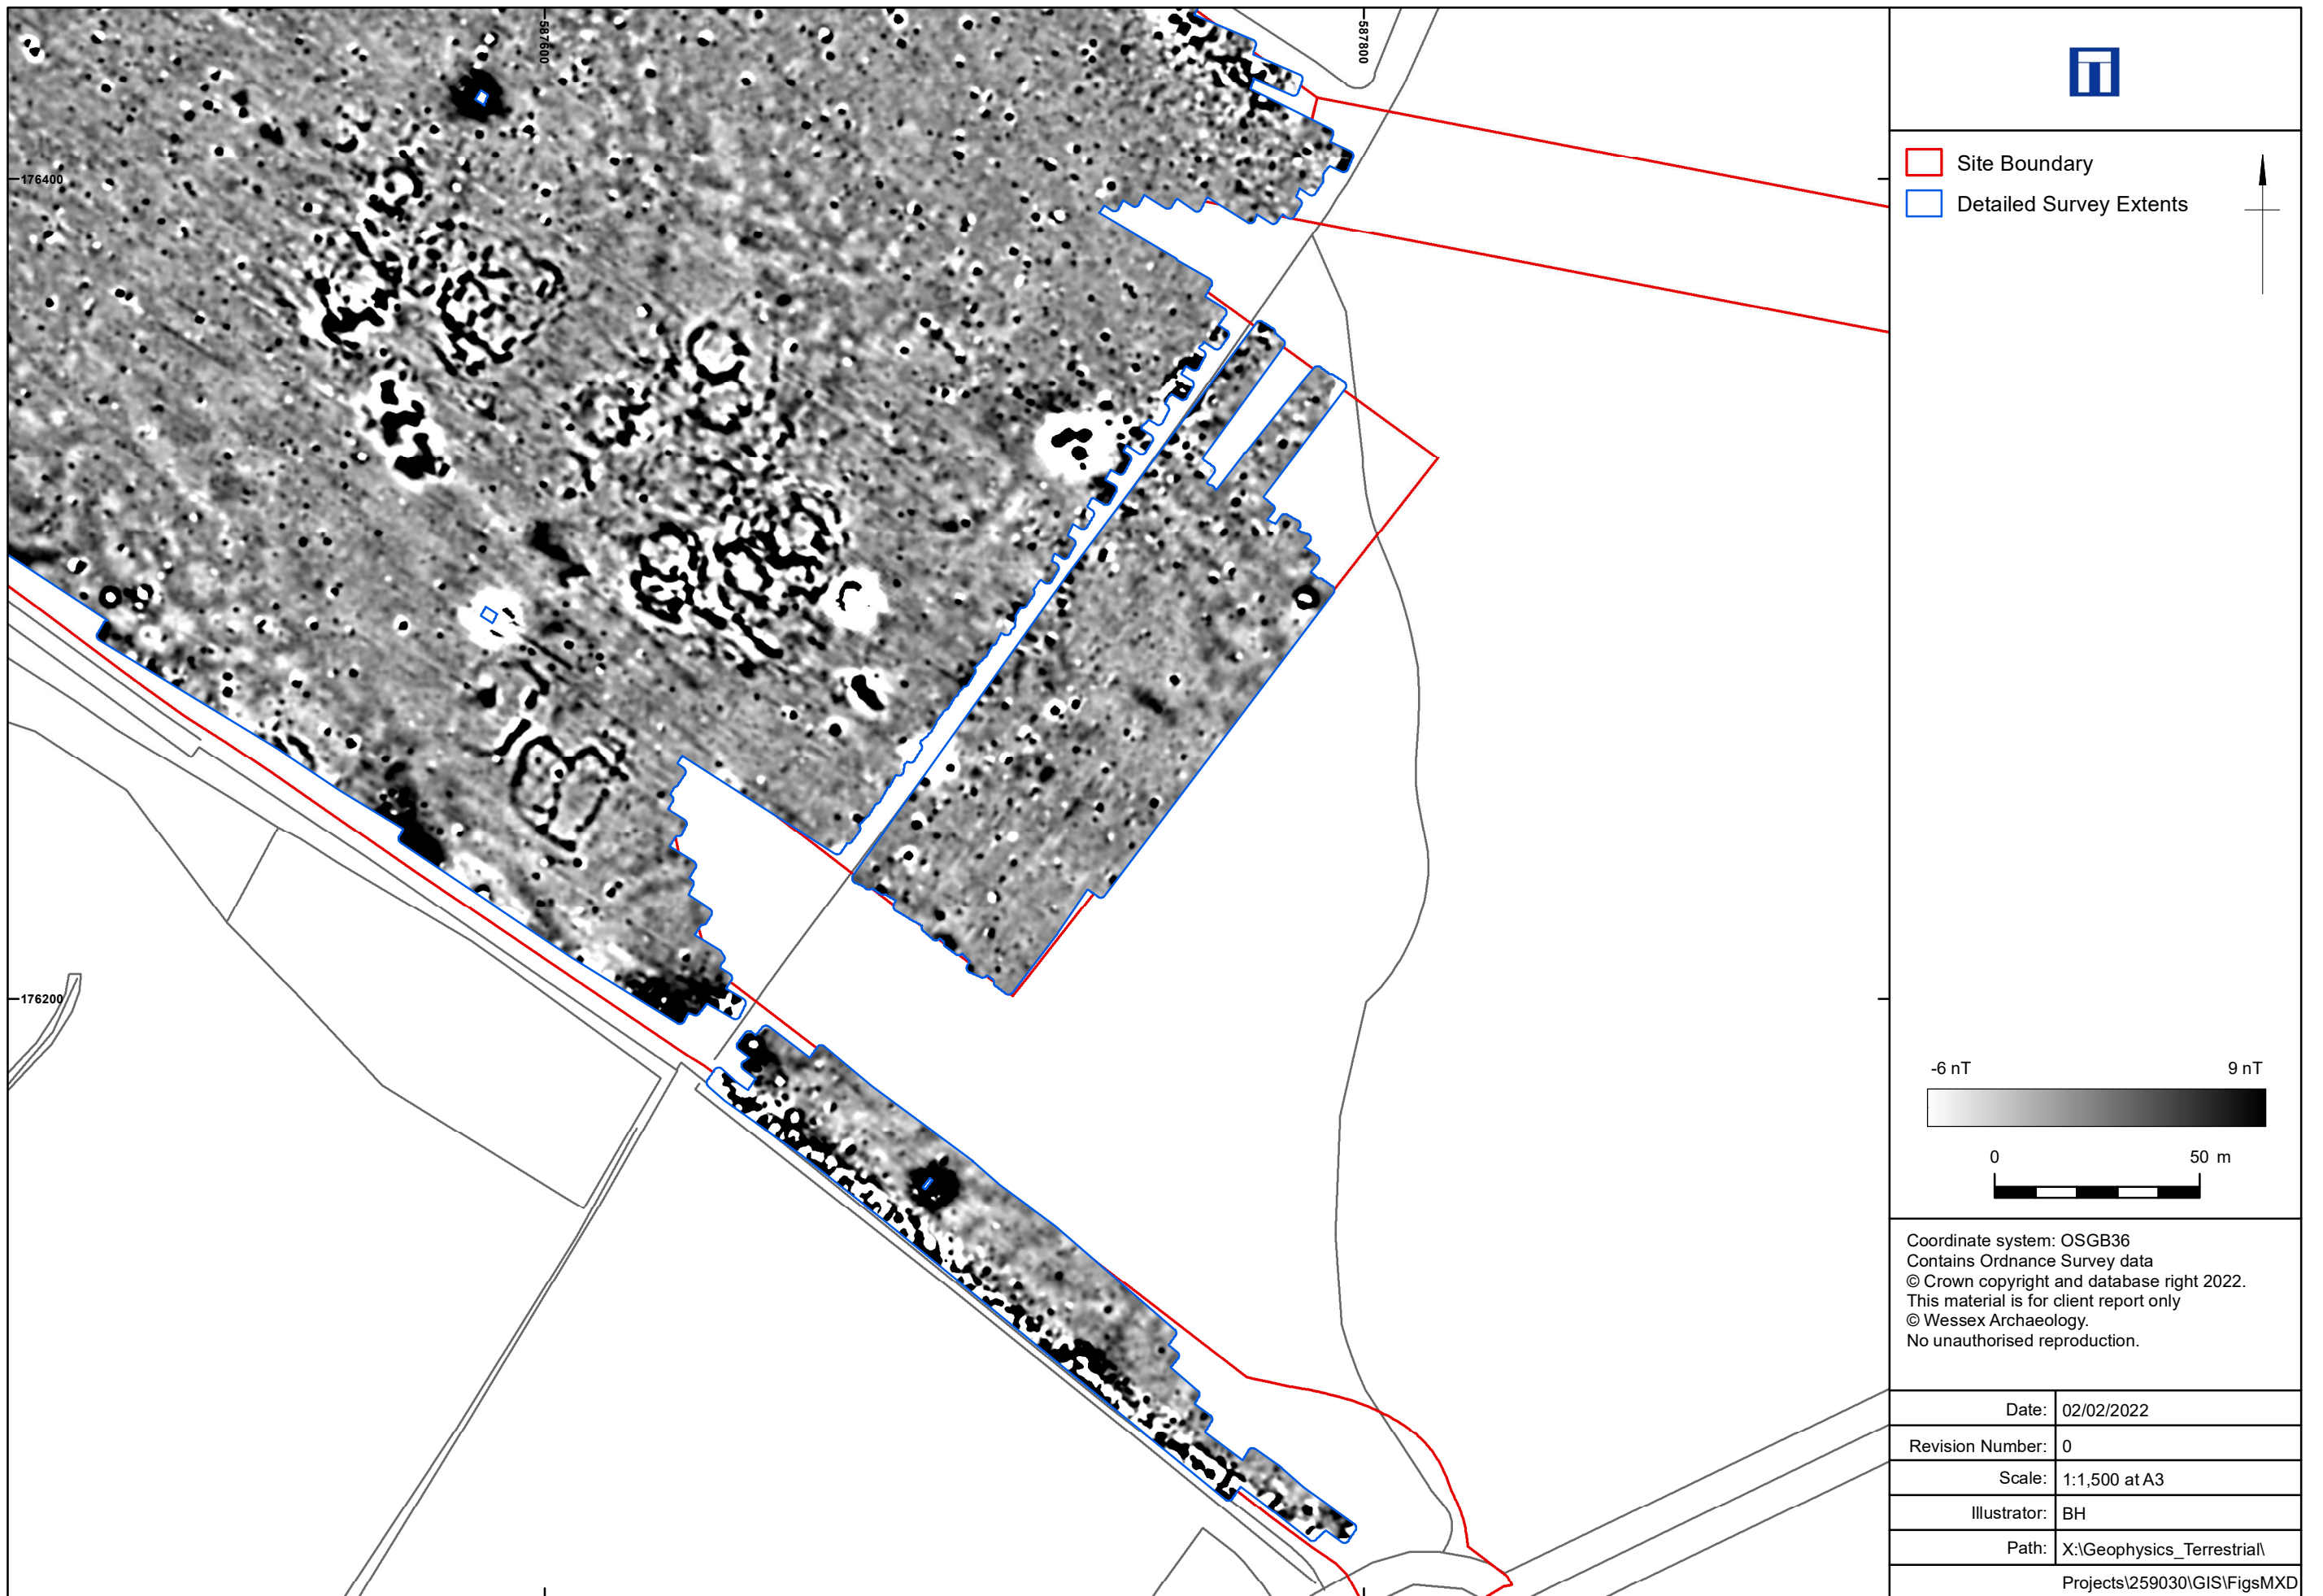 587600
587800
176400
176200
Site Boundary
Detailed Survey Extents
-6 nT 9 nT
0 50 m
Coordinate system: OSGB36
Contains Ordnance Survey data
© Crown copyright and database right 2022.
This material is for client report only
© Wessex Archaeology.
No unauthorised reproduction.
Date: 02/02/2022
Revision Number: 0
Scale: 1:1,500 at A3
Illustrator: BH
Path: X:\Geophysics_Terrestrial\
Projects\259030\GIS\FigsMXD